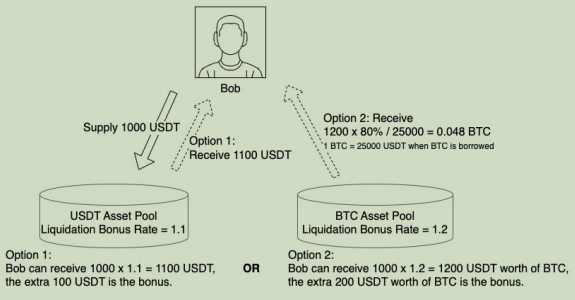 Bob
Supply 1000 USDT
Option 1:
Receive 1100 USDT
Option 2: Receive
1200 x 80% / 25000 = 0.048 BTC
1 BTC = 25000 USDT when BTC is borrowed
USDT Asset Pool
Liquidation Bonus Rate = 1.1
BTC Asset Pool
Liquidation Bonus Rate = 1.2
Option 1:
Bob can receive 1000 x 1.1 = 1100 USDT,
the extra 100 USDT is the bonus.
OR
Option 2:
Bob can receive 1000 x 1.2 = 1200 USDT worth of BTC,
the extra 200 USDT worth of BTC is the bonus.